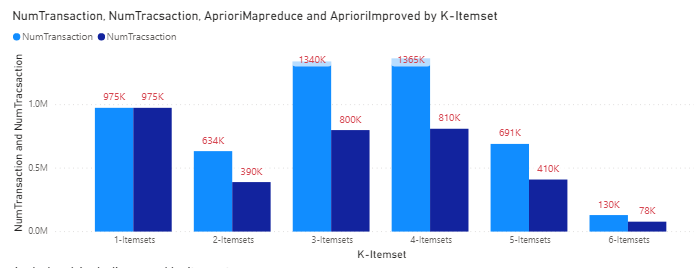 NumTransaction, NumTracsaction, AprioriMapreduce and AprioriImproved by K-Itemset
NumTransaction NumTracsaction
NumTransaction and NumTracsaction
1.0M
0.5M
0.0M
975K 975K
634K 390K
1340K 800K
1365K 810K
691K 410K
130K 78K
1-Itemsets 2-Itemsets 3-Itemsets 4-Itemsets 5-Itemsets 6-Itemsets
K-Itemset